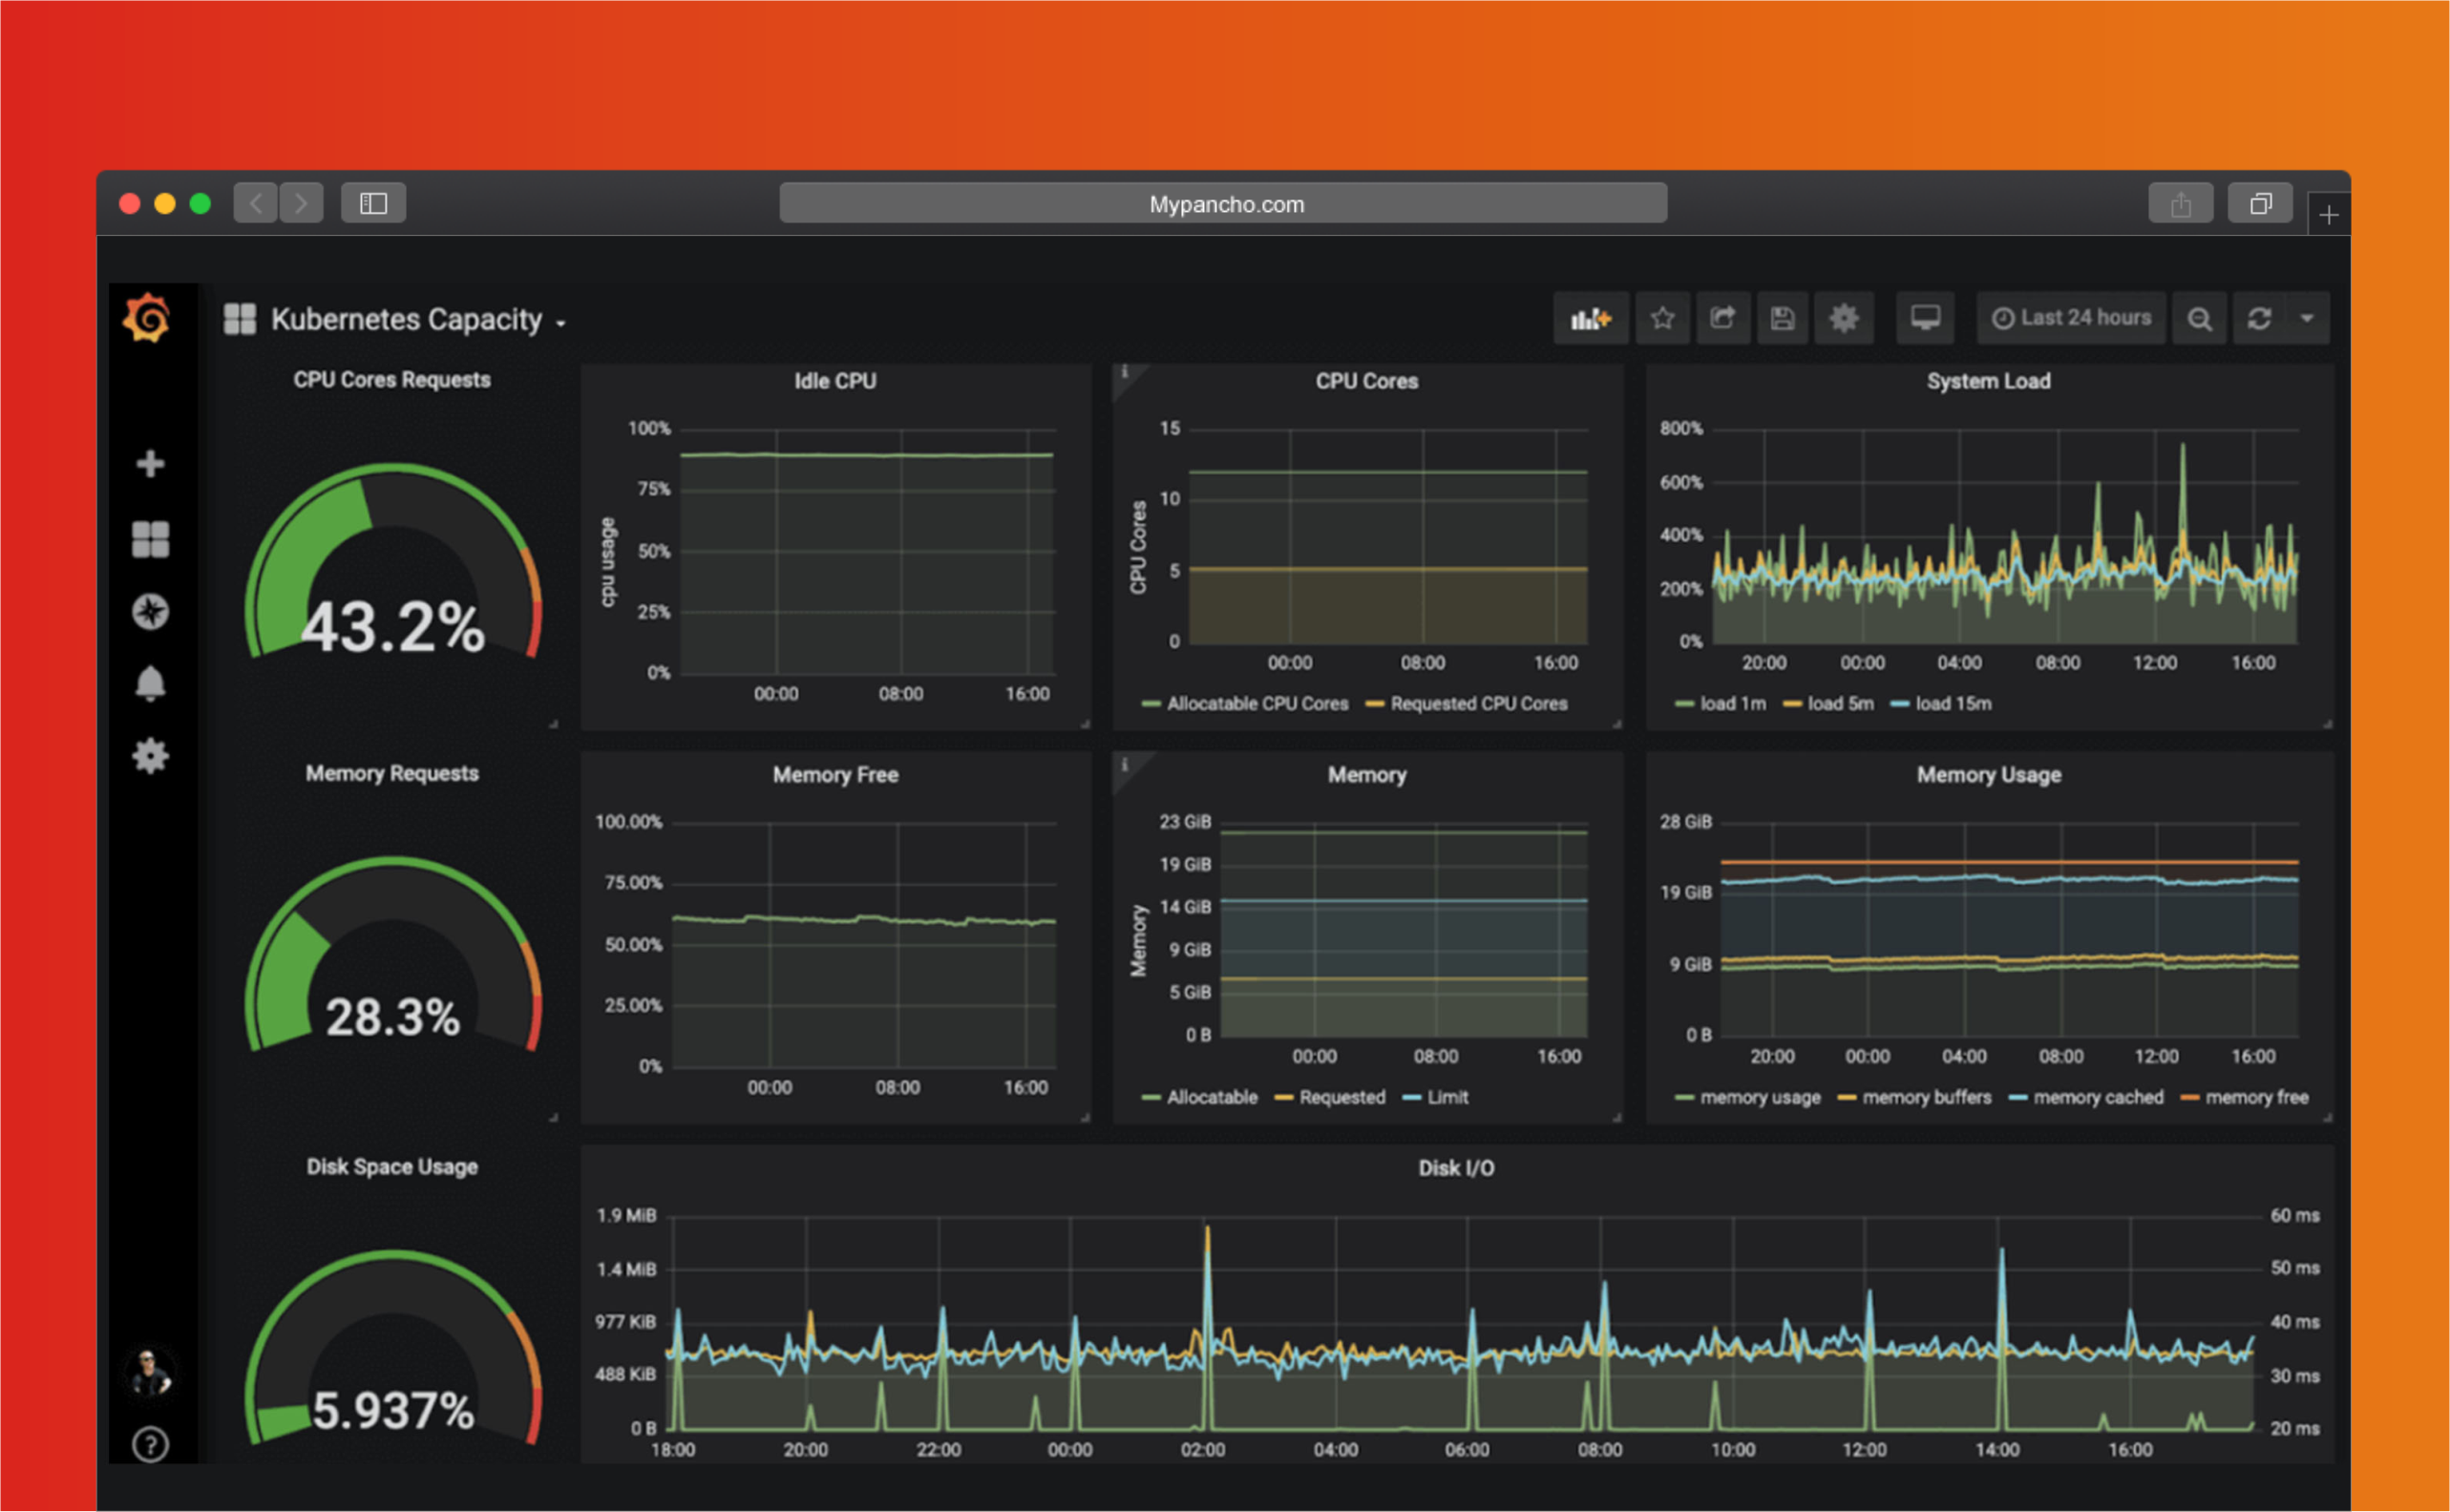 Mypancho.com
Kubernetes Capacity
Last 24 hours
CPU Cores Requests
43.2%
Idle CPU
cpu usage
100%
75%
50%
25%
0%
00:00 08:00 16:00
i
CPU Cores
CPU Cores
15
10
5
0
00:00 08:00 16:00
Allocatable CPU Cores Requested CPU Cores
System Load
800%
600%
400%
200%
0%
20:00 00:00 04:00 08:00 12:00 16:00
load 1m load 5m load 15m
Memory Requests
28.3%
Memory Free
100.00%
75.00%
50.00%
25.00%
0%
00:00 08:00 16:00
i
Memory
Memory
23 GiB
19 GiB
14 GiB
9 GiB
5 GiB
0 B
00:00 08:00 16:00
Allocatable Requested Limit
Memory Usage
28 GiB
19 GiB
9 GiB
0 B
20:00 00:00 04:00 08:00 12:00 16:00
memory usage memory buffers memory cached memory free
Disk Space Usage
5.937%
Disk I/O
1.9 MiB
1.4 MiB
977 KiB
488 KiB
0 B
60 ms
50 ms
40 ms
30 ms
20 ms
18:00 20:00 22:00 00:00 02:00 04:00 06:00 08:00 10:00 12:00 14:00 16:00
?